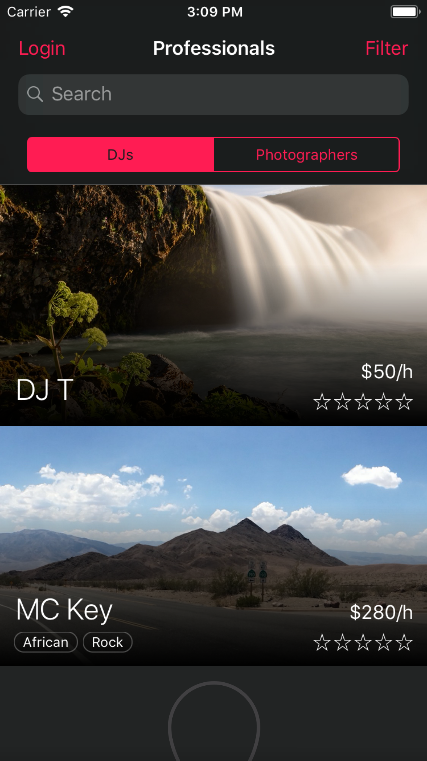 Carrier 3:09 PM
Login Professionals Filter
Search
DJs Photographers
$50/h
DJ T
☆☆☆☆☆
MC Key $280/h
African Rock ☆☆☆☆☆